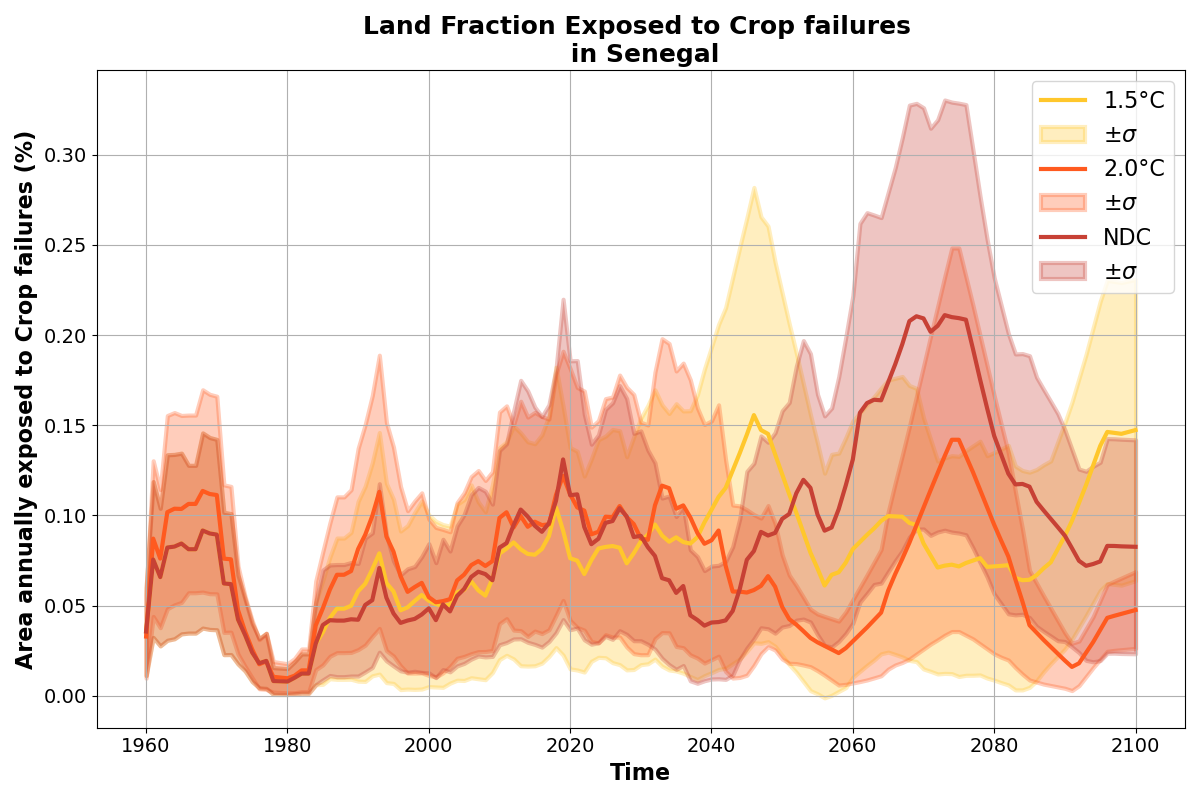 Land Fraction Exposed to Crop failures
in Senegal
Area annually exposed to Crop failures (%)
0.30
0.25
0.20
0.15
0.10
0.05
0.00
1.5°C
±σ
2.0°C
±σ
NDC
±σ
1960 1980 2000 2020 2040 2060 2080 2100
Time